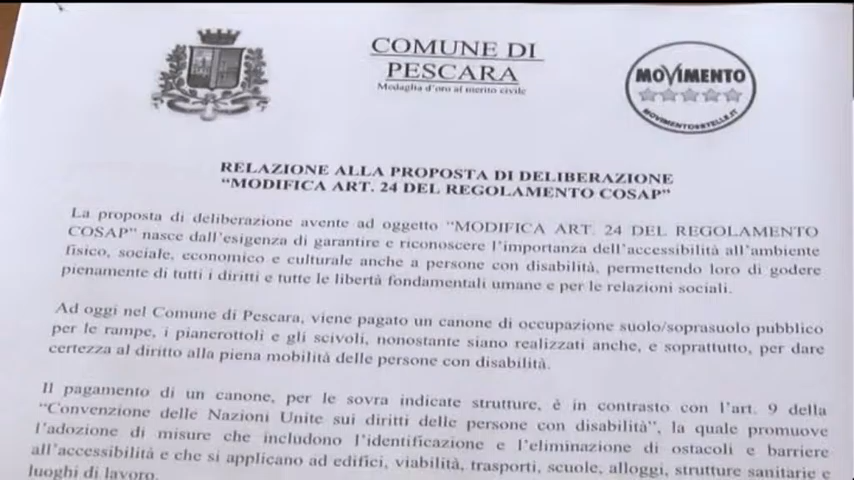 COMUNE DI
PESCARA
Medaglia d'oro al merito civile
MOVIMENTO
MOVIMENTO5STELLE.IT
RELAZIONE ALLA PROPOSTA DI DELIBERAZIONE
"MODIFICA ART. 24 DEL REGOLAMENTO COSAP"
La proposta di deliberazione avente ad oggetto "MODIFICA ART. 24 DEL REGOLAMENTO
COSAP" nasce dall'esigenza di garantire e riconoscere l'importanza dell'accessibilità all'ambiente
fisico, sociale, economico e culturale anche a persone con disabilità, permettendo loro di godere
pienamente di tutti i diritti e tutte le libertà fondamentali umane e per le relazioni sociali.
Ad oggi nel Comune di Pescara, viene pagato un canone di occupazione suolo/soprasuolo pubblico
per le rampe, i pianerottoli e gli scivoli, nonostante siano realizzati anche, e soprattutto, per dare
certezza al diritto alla piena mobilità delle persone con disabilità.
Il pagamento di un canone, per le sovra indicate strutture, è in contrasto con l'art. 9 della
"Convenzione delle Nazioni Unite sui diritti delle persone con disabilità", la quale promuove
l'adozione di misure che includono l'identificazione e l'eliminazione di ostacoli e barriere
all'accessibilità e che si applicano ad edifici, viabilità, trasporti, scuole, alloggi, strutture sanitarie e
luoghi di lavoro.